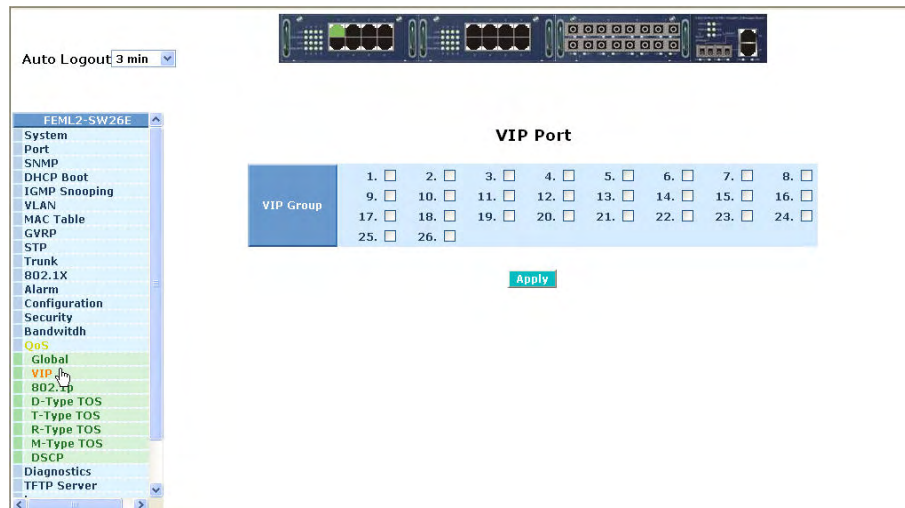 Auto Logout 3 min
FEML2-SW26E
System
Port
SNMP
DHCP Boot
IGMP Snooping
VLAN
MAC Table
GVRP
STP
Trunk
802.1X
Alarm
Configuration
Security
Bandwitdh
QoS
Global
VIP
802.1p
D-Type TOS
T-Type TOS
R-Type TOS
M-Type TOS
DSCP
Diagnostics
TFTP Server
VIP Port
VIP Group
1. 2. 3. 4. 5. 6. 7. 8.
9. 10. 11. 12. 13. 14. 15. 16.
17. 18. 19. 20. 21. 22. 23. 24.
25. 26.
Apply